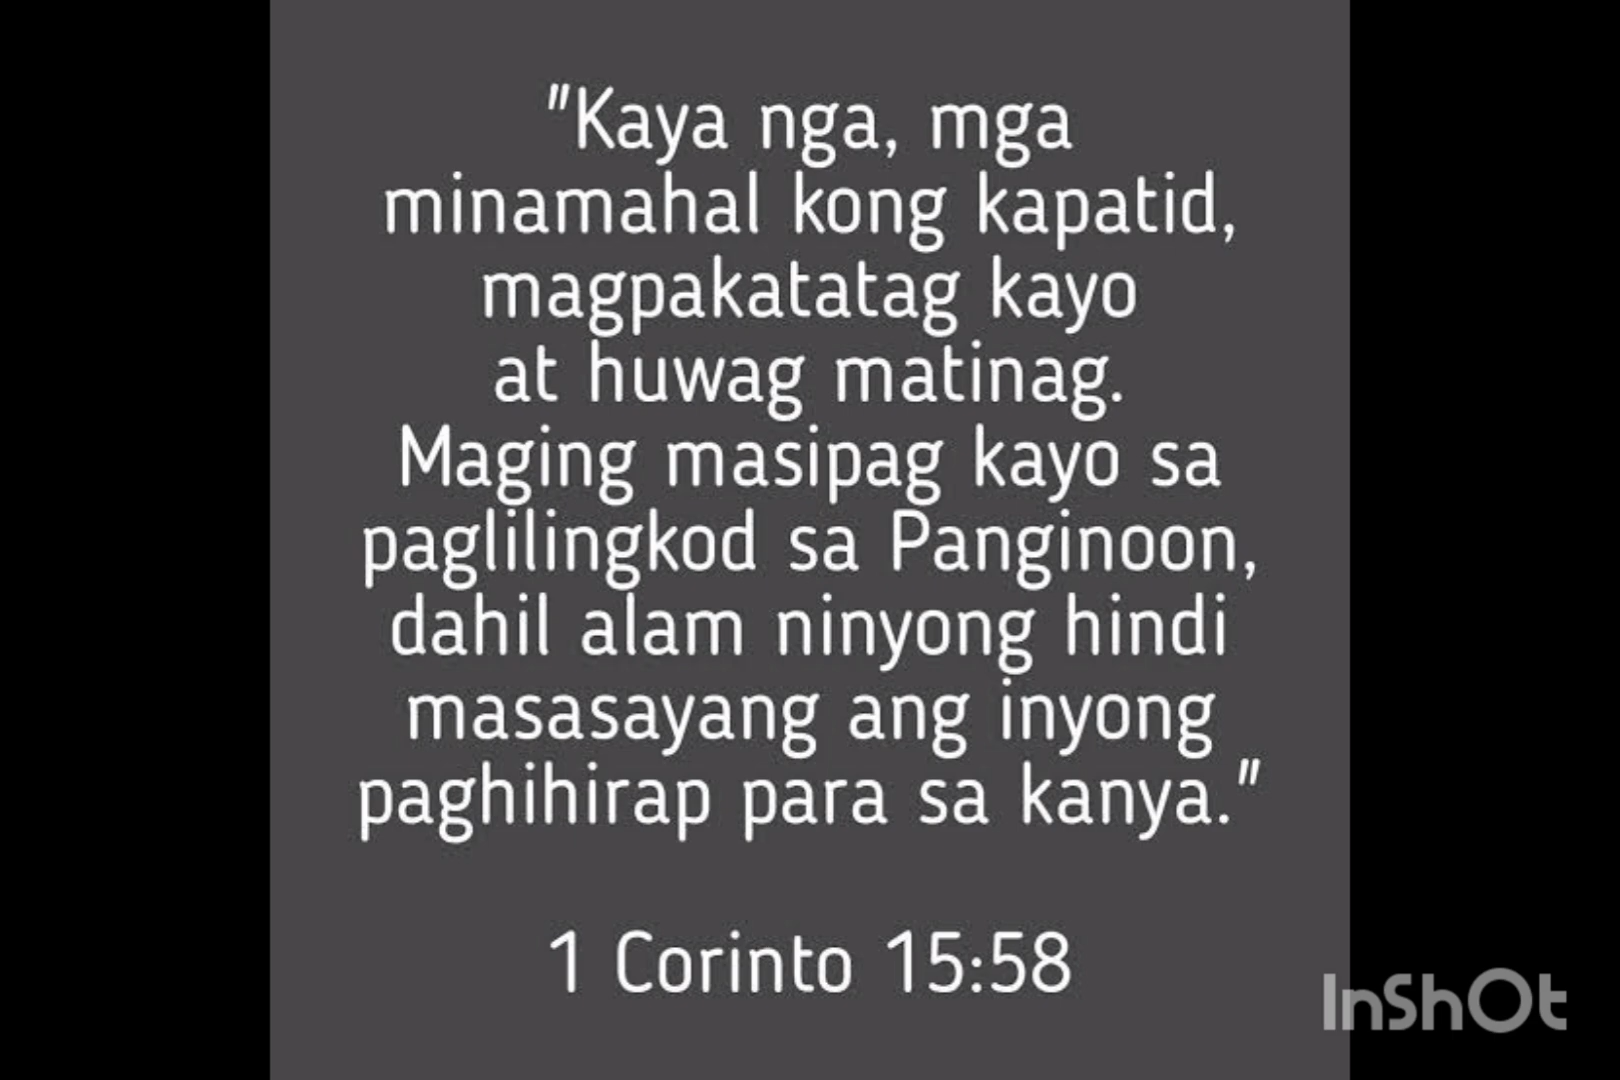 "Kaya nga, mga
minamahal kong kapatid,
magpakatatag kayo
at huwag matinag.
Maging masipag kayo sa
paglilingkod sa Panginoon,
dahil alam ninyong hindi
masasayang ang inyong
paghihirap para sa kanya."
1 Corinto 15:58
InShOt